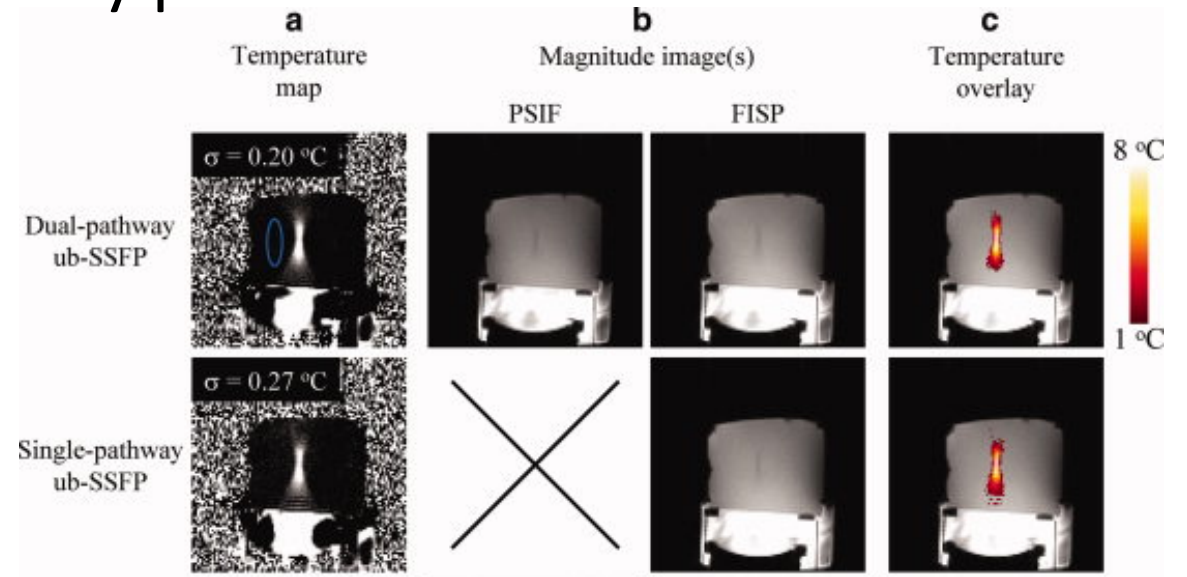 a
b
c
Temperature
map
Magnitude image(s)
Temperature
overlay
PSIF
FISP
Dual-pathway
ub-SSFP
σ = 0.20 °C
8 °C
1 °C
Single-pathway
ub-SSFP
σ = 0.27 °C